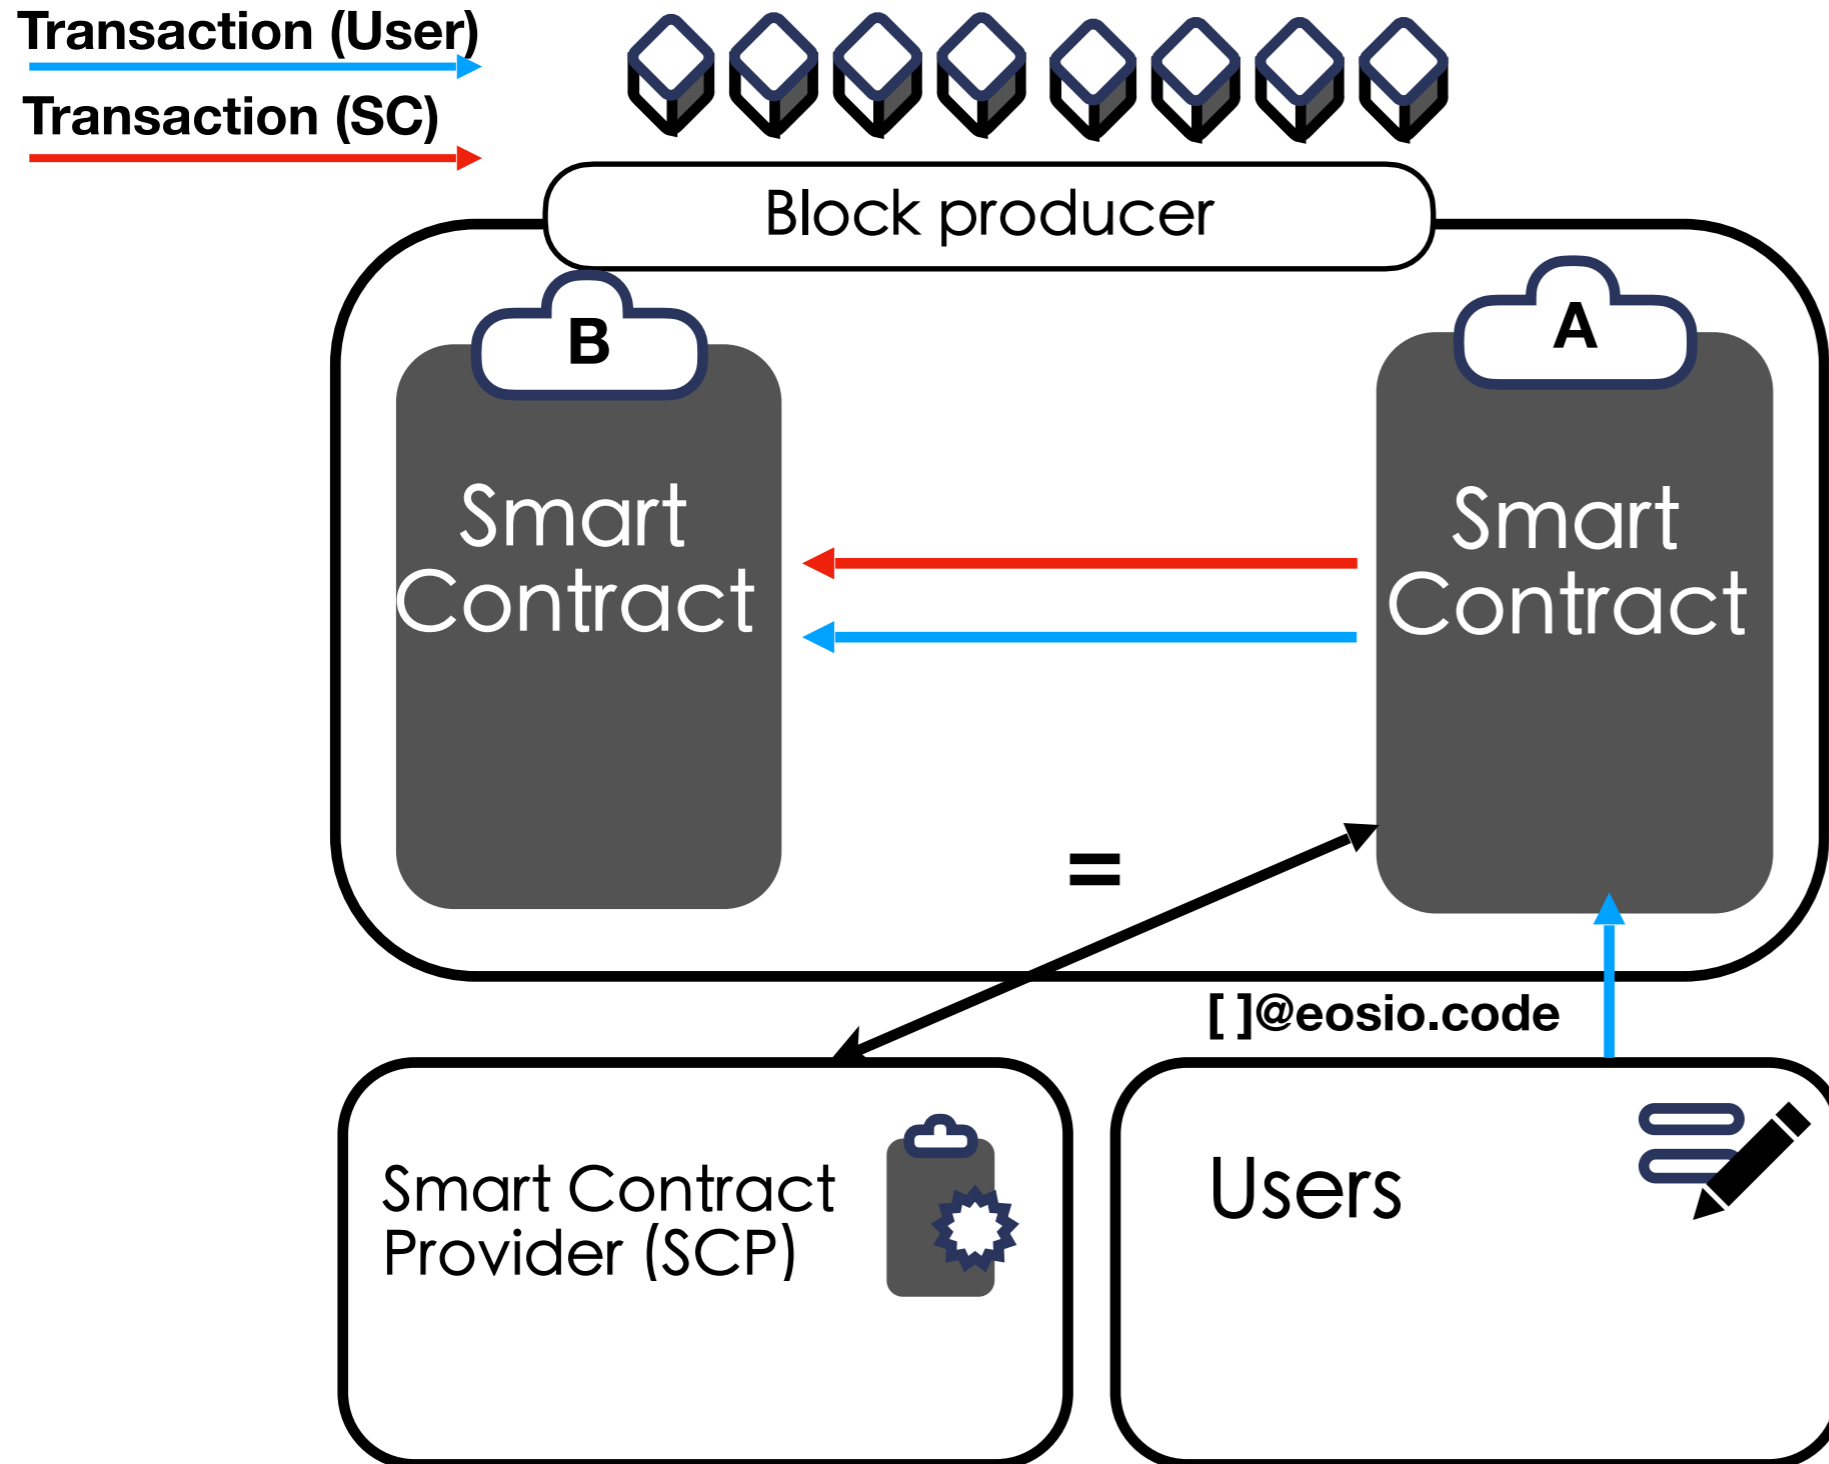 Transaction (User)
Transaction (SC)
Block producer
B
A
Smart
Contract
Smart
Contract
=
[ ]@eosio.code
Smart Contract
Provider (SCP)
Users